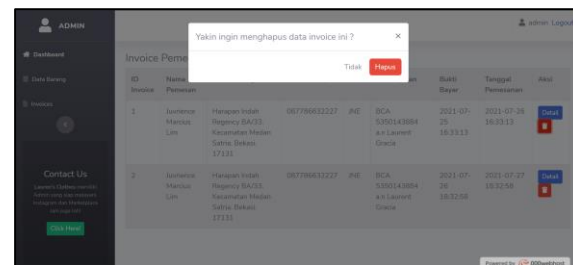 ADMIN
admin Logout
Yakin ingin menghapus data invoice ini ?
×
Tidak
Hapus
Dashboard
Data Barang
Invoices
Invoice Peme
ID
Invoice
Nama
Pemesan
Bukti
Bayar
Tanggal
Pemesanan
Aksi
1
Marcius
Lim
Harapan Indah
Regency BA/33.
Kecamatan Medan
Satria. Bekasi.
17131
087786632227
JNE
BCA
5350143884
a.n Laurent
Gracia
2021-07-
25
16:33:13
2021-07-26
16:33:13
Detail
2
Marcius
Lim
Harapan Indah
Regency BA/33.
Kecamatan Medan
Satria. Bekasi.
17131
087786632227
JNE
BCA
5350143884
a.n Laurent
Gracia
2021-07-
26
18:32:58
2021-07-27
18:32:58
Detail
Contact Us
Click Here!
Powered by 000webhost